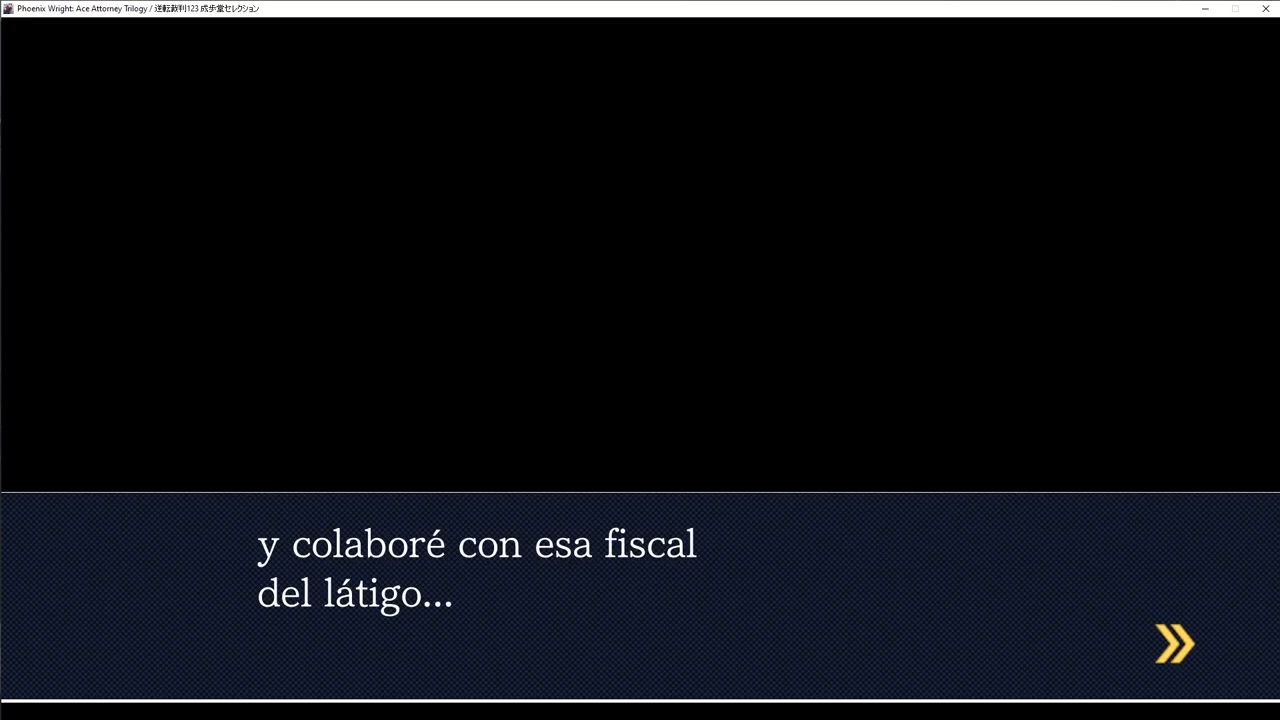 Phoenix Wright: Ace Attorney Trilogy / 逆転裁判123 成歩堂セレクション
y colaboré con esa fiscal
del látigo...